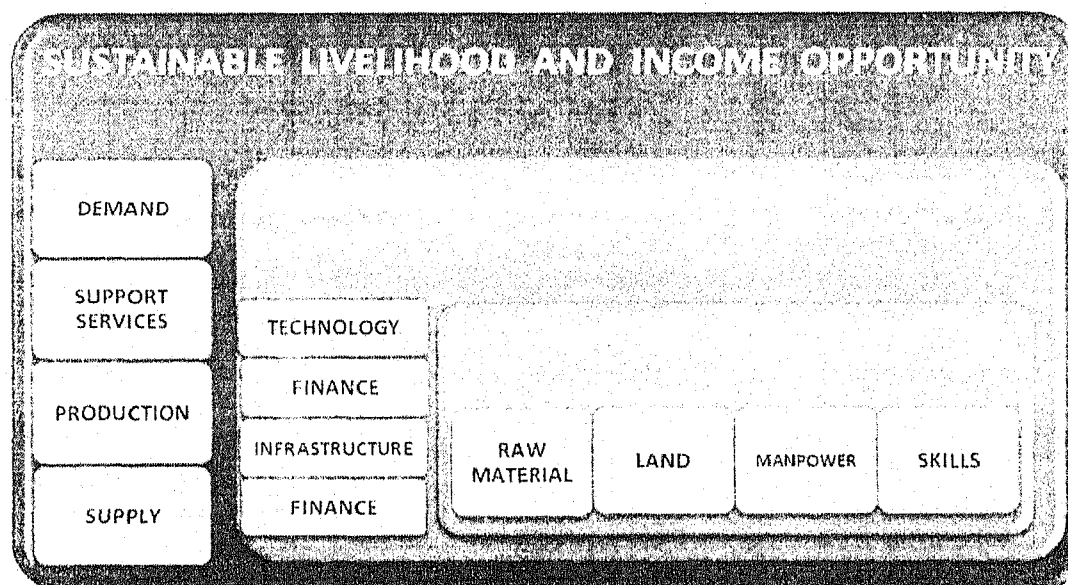 SUSTAINABLE LIVELIHOOD AND INCOME OPPORTUNITY
DEMAND
SUPPORT
SERVICES
PRODUCTION
SUPPLY
TECHNOLOGY
FINANCE
INFRASTRUCTURE
FINANCE
RAW
MATERIAL
LAND
MANPOWER
SKILLS